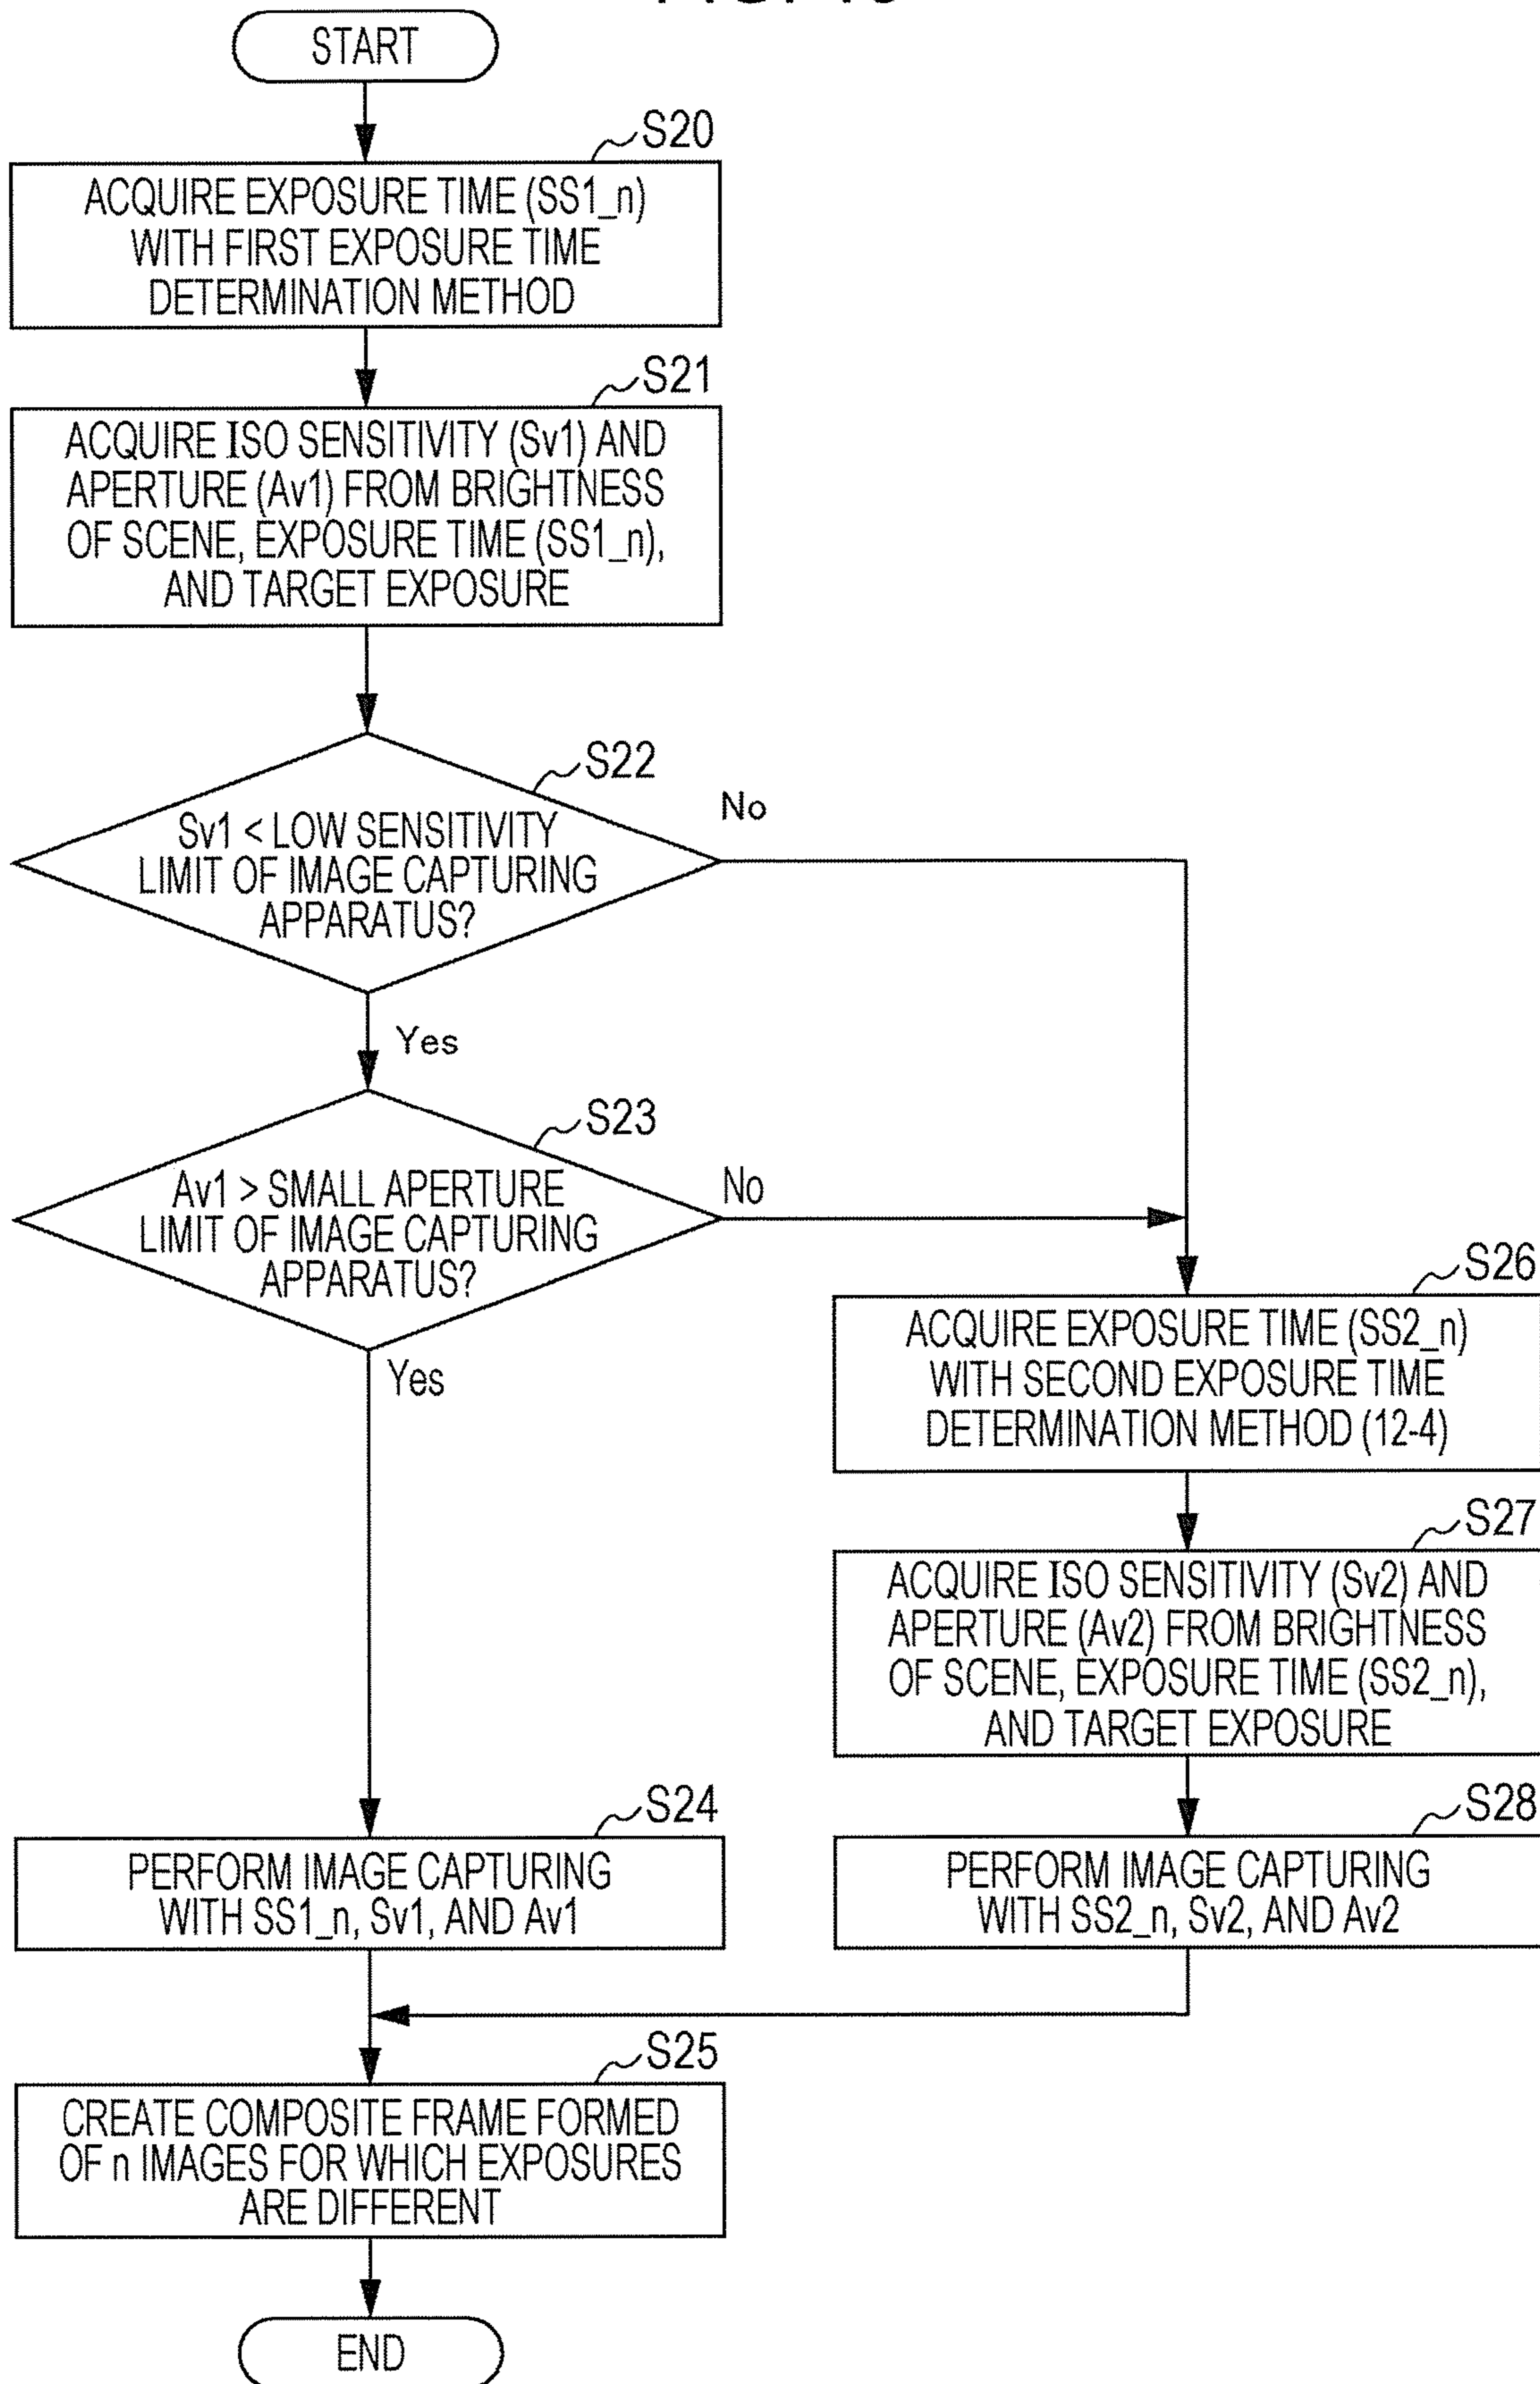 START
S20
ACQUIRE EXPOSURE TIME (SS1_n)
WITH FIRST EXPOSURE TIME
DETERMINATION METHOD
S21
ACQUIRE ISO SENSITIVITY (Sv1) AND
APERTURE (Av1) FROM BRIGHTNESS
OF SCENE, EXPOSURE TIME (SS1_n),
AND TARGET EXPOSURE
S22
Sv1 < LOW SENSITIVITY
LIMIT OF IMAGE CAPTURING
APPARATUS?
No
Yes
S23
Av1 > SMALL APERTURE
LIMIT OF IMAGE CAPTURING
APPARATUS?
No
Yes
S26
ACQUIRE EXPOSURE TIME (SS2_n)
WITH SECOND EXPOSURE TIME
DETERMINATION METHOD (12-4)
S27
ACQUIRE ISO SENSITIVITY (Sv2) AND
APERTURE (Av2) FROM BRIGHTNESS
OF SCENE, EXPOSURE TIME (SS2_n),
AND TARGET EXPOSURE
S24
PERFORM IMAGE CAPTURING
WITH SS1_n, Sv1, AND Av1
S28
PERFORM IMAGE CAPTURING
WITH SS2_n, Sv2, AND Av2
S25
CREATE COMPOSITE FRAME FORMED
OF n IMAGES FOR WHICH EXPOSURES
ARE DIFFERENT
END